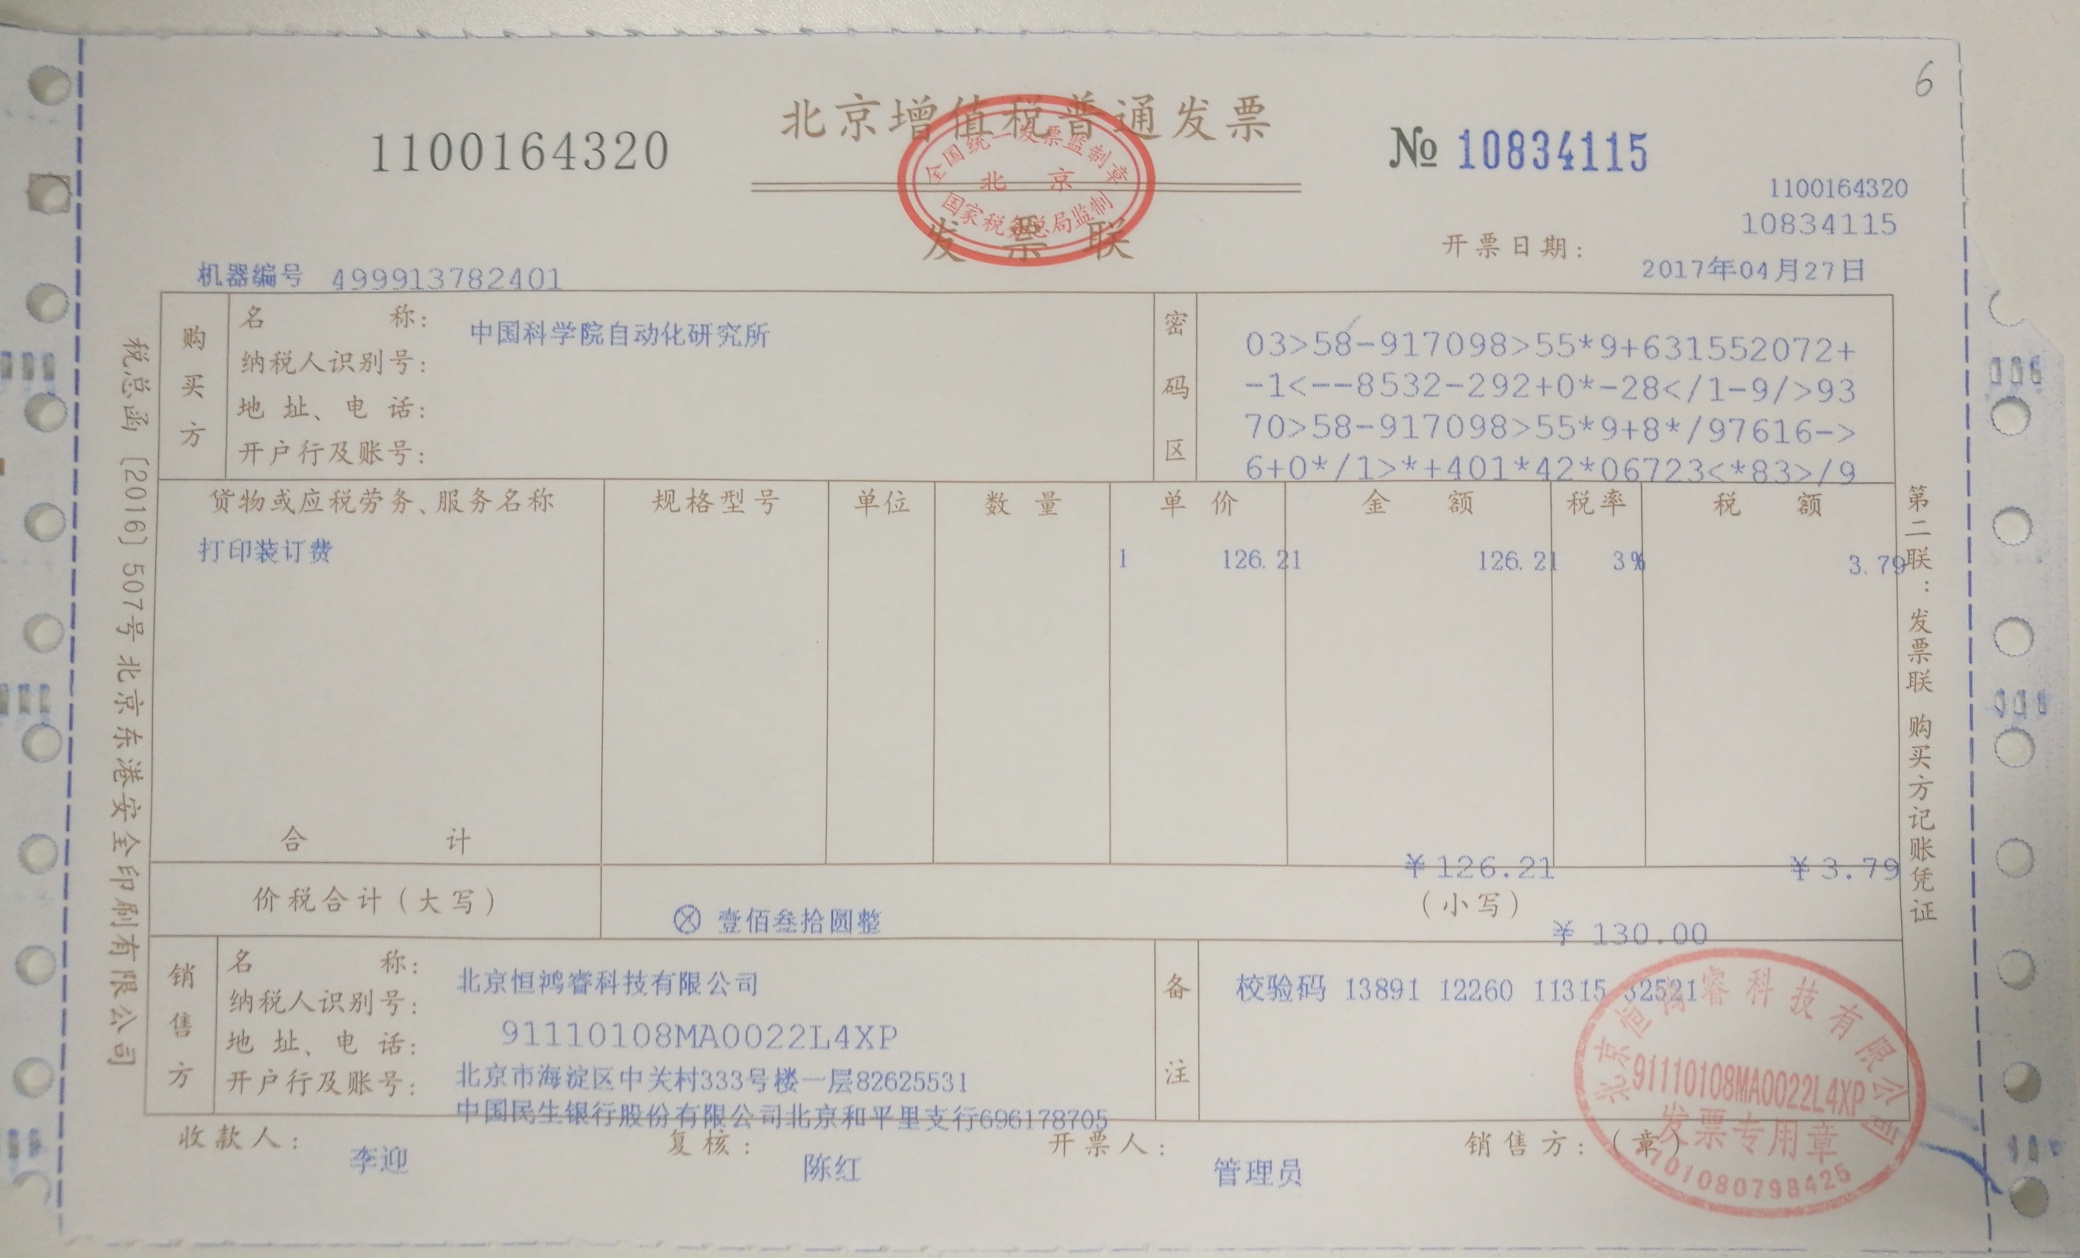 6
北京增值税普通发票
1100164320
№ 10834115
全国统一发票监制章
北 京
国家税务总局监制
发票联
1100164320
10834115
开票日期:
2017年04月27日
机器编号 499913782401
税总函〔2016〕507号北京东港安全印刷有限公司
购买方
名 称: 中国科学院自动化研究所
纳税人识别号:
地 址、电 话:
开户行及账号:
密码区
03>58-917098>55*9+631552072+
-1<--8532-292+0*-28</1-9/>93
70>58-917098>55*9+8*/97616->
6+0*/1>*+401*42*06723<*83>/9
货物或应税劳务、服务名称 规格型号 单位 数 量 单 价 金 额 税率 税 额
打印装订费 1 126.21 126.21 3% 3.79
合 计 ¥126.21 ¥3.79
价税合计(大写) ⊗ 壹佰叁拾圆整 (小写) ¥ 130.00
第二联:发票联 购买方记账凭证
销售方
名 称: 北京恒鸿睿科技有限公司
纳税人识别号: 91110108MA0022L4XP
地 址、电 话: 北京市海淀区中关村333号楼一层82625531
开户行及账号: 中国民生银行股份有限公司北京和平里支行696178705
备注
校验码 13891 12260 11315 32521
收款人: 李迎 复核: 陈红 开票人: 管理员 销售方:(章)
北京恒鸿睿科技有限公司
91110108MA0022L4XP
发票专用章